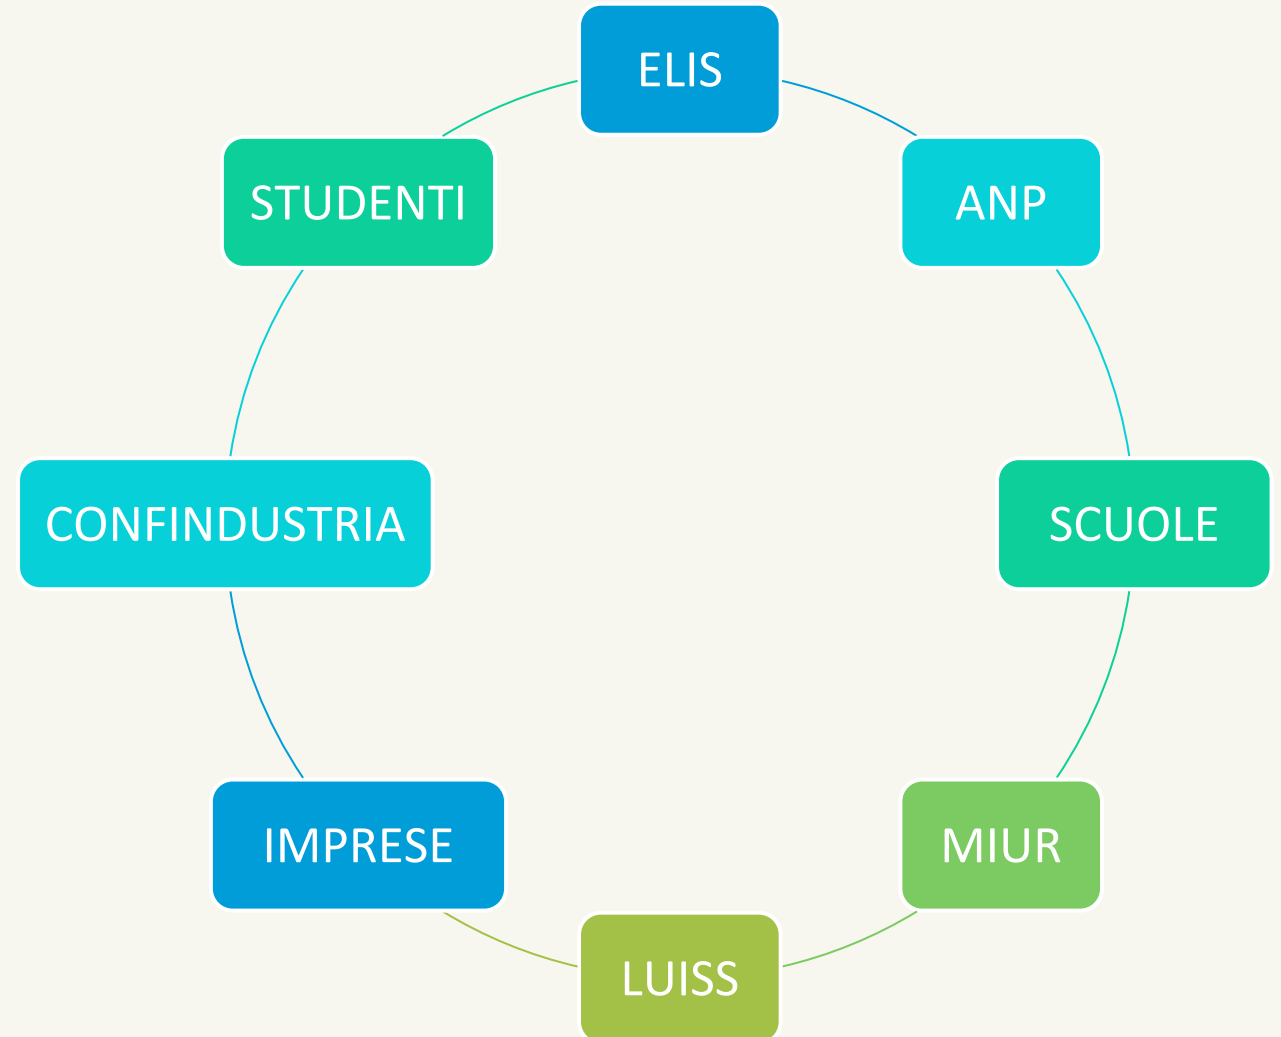 ELIS
STUDENTI
ANP
CONFINDUSTRIA
SCUOLE
IMPRESE
MIUR
LUISS